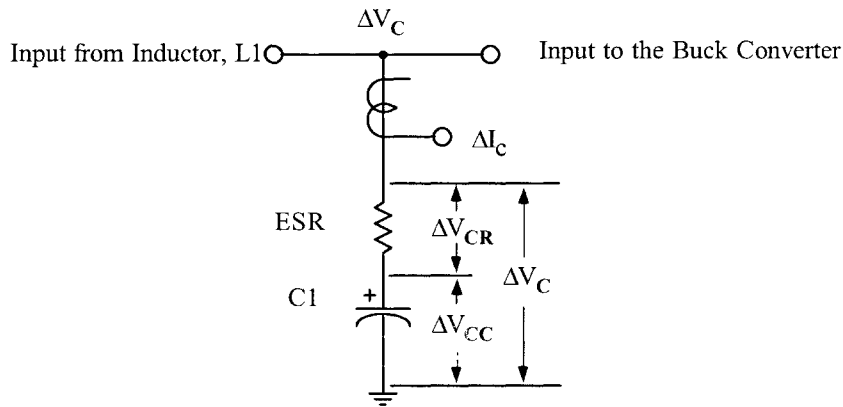 ΔV_C
Input from Inductor, L1
Input to the Buck Converter
ΔI_c
ESR
ΔV_CR
ΔV_C
C1
+
ΔV_CC